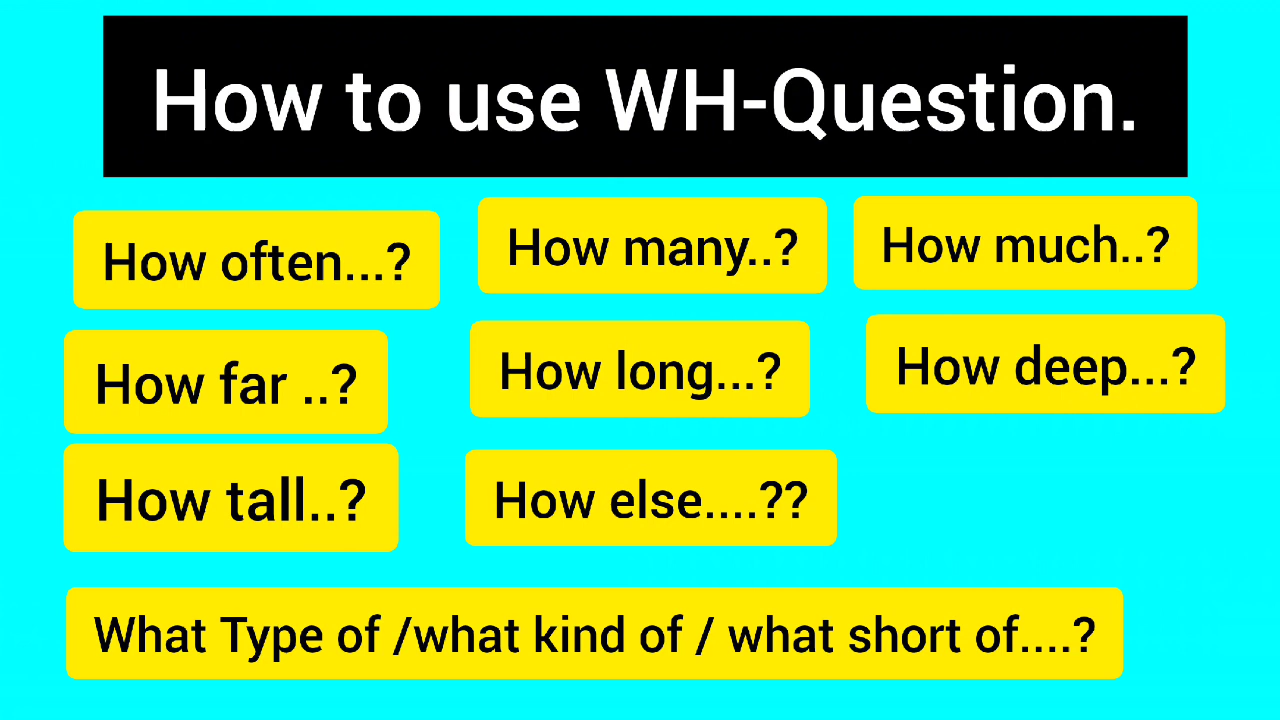 How to use WH-Question.
How often...?
How many..?
How much..?
How far ..?
How long...?
How deep...?
How tall..?
How else....??
What Type of /what kind of / what short of....?